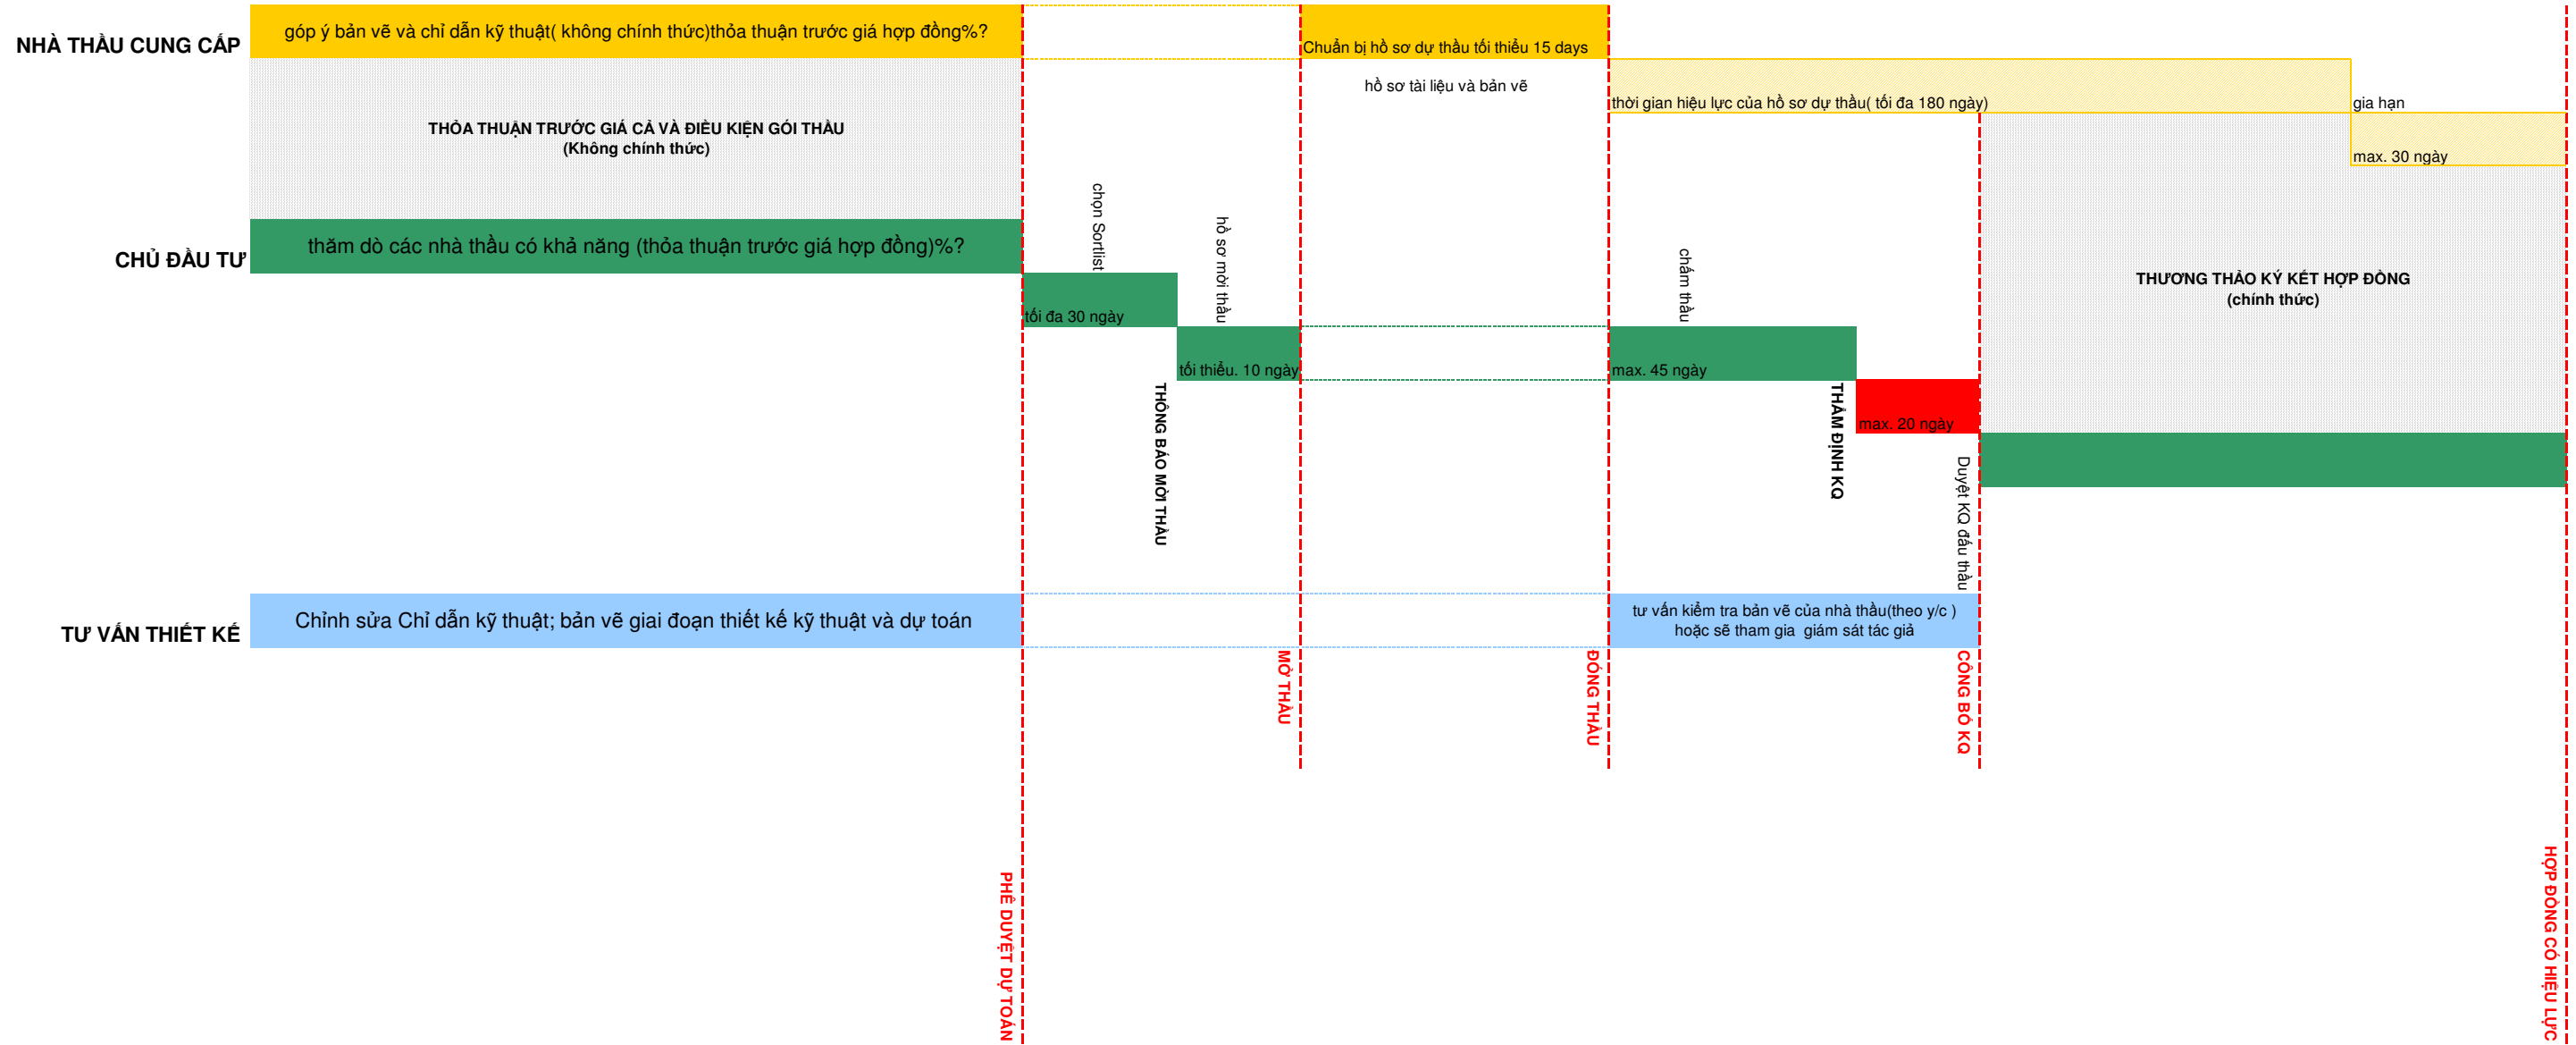 NHÀ THẦU CUNG CẤP
góp ý bản vẽ và chỉ dẫn kỹ thuật( không chính thức)thỏa thuận trước giá hợp đồng%?
Chuẩn bị hồ sơ dự thầu tối thiểu 15 days
hồ sơ tài liệu và bản vẽ
thời gian hiệu lực của hồ sơ dự thầu( tối đa 180 ngày)
gia hạn
max. 30 ngày
THỎA THUẬN TRƯỚC GIÁ CẢ VÀ ĐIỀU KIỆN GÓI THẦU
(Không chính thức)
CHỦ ĐẦU TƯ
thăm dò các nhà thầu có khả năng (thỏa thuận trước giá hợp đồng)%?
chọn Sortlist
tối đa 30 ngày
hồ sơ mời thầu
tối thiểu. 10 ngày
THÔNG BÁO MỜI THẦU
chấm thầu
max. 45 ngày
THẨM ĐỊNH KQ
max. 20 ngày
Duyệt KQ đấu thầu
THƯƠNG THẢO KÝ KẾT HỢP ĐỒNG
(chính thức)
TƯ VẤN THIẾT KẾ
Chỉnh sửa Chỉ dẫn kỹ thuật; bản vẽ giai đoạn thiết kế kỹ thuật và dự toán
tư vấn kiểm tra bản vẽ của nhà thầu(theo y/c )
hoặc sẽ tham gia giám sát tác giả
MỞ THẦU
ĐÓNG THẦU
CÔNG BỐ KQ
PHÊ DUYỆT DỰ TOÁN
HỢP ĐỒNG CÓ HIỆU LỰC